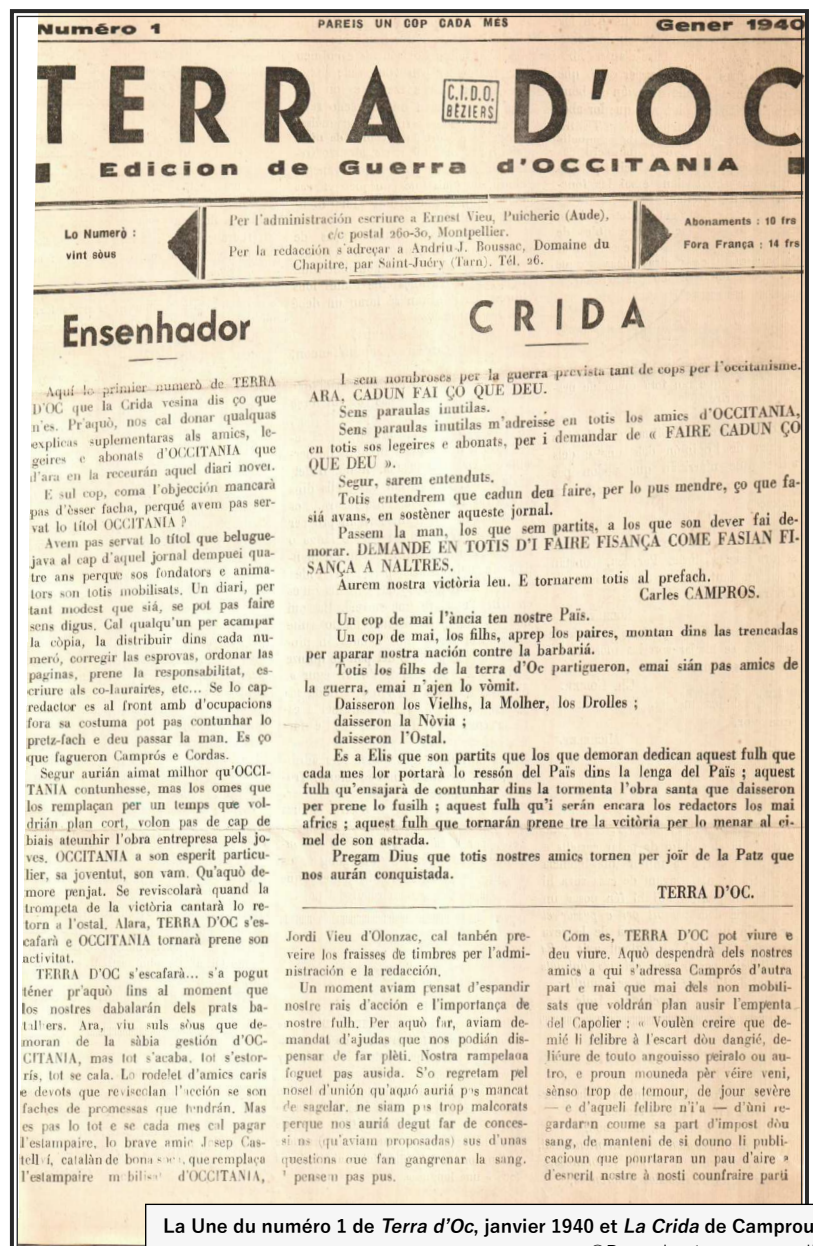 Numéro 1
PAREIS UN COP CADA MES
Gener 1940
TERRA D'OC
C.I.D.O.
BÉZIERS
Edicion de Guerra d'OCCITANIA
Lo Numerò :
vint sòus
Per l'administración escriure a Ernest Vieu, Puicheric (Aude),
c/c postal 260-30, Montpellier.
Per la redacción s'adreçar a Andriu-J. Boussac, Domaine du
Chapitre, par Saint-Juéry (Tarn). Tél. 26.
Abonaments : 10 frs
Fora França : 14 frs
Ensenhador
Aquí lo primier numerò de TERRA
D'OC que la Crida vesina dis ço que
n'es. Pr'aquò, nos cal donar qualquas
explicas suplementaras als amics, le-
geires e abonats d'OCCITANIA que
d'ara en la receurán aquel diari novel.
E sul cop, coma l'objección mancará
pas d'èsser facha, perqué avem pas ser-
vat lo títol OCCITANIA ?
Avem pas servat lo títol que belugue-
java al cap d'aquel jornal dempuei qua-
tre ans perque sos fondators e anima-
tors son totis mobilisats. Un diari, per
tant modest que siá, se pot pas faire
sens digus. Cal qualqu'un per acampar
la còpia, la distribuir dins cada nu-
meró, corregir las esprovas, ordonar las
paginas, prene la responsabilitat, es-
criure als co-lauraires, etc... Se lo cap-
redactor es al front amb d'ocupacions
fora sa costuma pot pas contunhar lo
pretz-fach e deu passar la man. Es ço
que fagueron Camprós e Cordas.
Segur aurián aimat milhor qu'OCCI-
TANIA contunhesse, mas los omes que
los remplaçan per un temps que vol-
drián plan cort, volon pas de cap de
biais ateunhir l'obra entrepresa pels jo-
ves. OCCITANIA a son esperit particu-
lier, sa joventut, son vam. Qu'aquò de-
more penjat. Se reviscolará quand la
trompeta de la victòria cantará lo re-
torn a l'ostal. Alara, TERRA D'OC s'es-
cafará e OCCITANIA tornará prene son
activitat.
TERRA D'OC s'escafará... s'a pogut
téner pr'aquò fins al moment que
los nostres dabalarán dels prats ba-
talhers. Ara, viu suls sòus que de-
moran de la sàbia gestión d'OC-
CITANIA, mas tot s'acaba, tot s'estor-
rís, tot se cala. Lo rodelet d'amics caris
e devots que reviscolan l'acción se son
faches de promessas que tendrán. Mas
es pas lo tot e se cada mes cal pagar
l'estampaire, lo brave amic Josep Cas-
catalàn de bona que remplaça
l'estampaire d'OCCITANIA,
CRIDA
I sem nombroses per la guerra prevista tant de cops per l'occitanisme.
ARA, CADUN FAI ÇO QUE DEU.
Sens paraulas inutilas.
Sens paraulas inutilas m'adreisse en totis los amics d'OCCITANIA,
en totis sos legeires e abonats, per i demandar de « FAIRE CADUN ÇO
QUE DEU ».
Segur, sarem entenduts.
Totis entendrem que cadun deu faire, per lo pus mendre, ço que fa-
siá avans, en sostèner aqueste jornal.
Passem la man, los que sem partits, a los que son dever fai de-
morar. DEMANDE EN TOTIS D'I FAIRE FISANÇA COME FASIAN FI-
SANÇA A NALTRES.
Aurem nostra victòria leu. E tornarem totis al prefach.
Carles CAMPROS.
Un cop de mai l'ància ten nostre País.
Un cop de mai, los filhs, aprep los paires, montan dins las trencadas
per aparar nostra nación contre la barbariá.
Totis los filhs de la terra d'Oc partigueron, emai sián pas amics de
la guerra, emai n'ajen lo vòmit.
Daisseron los Vielhs, la Molher, los Drolles ;
daisseron la Nòvia ;
daisseron l'Ostal.
Es a Elis que son partits que los que demoran dedican aquest fulh que
cada mes lor portará lo ressón del País dins la lenga del País ; aquest
fulh qu'ensajará de contunhar dins la tormenta l'obra santa que daisseron
per prene lo fusilh ; aquest fulh qu'i serán encara los redactors los mai
africs ; aquest fulh que tornarán prene tre la vcitòria per lo menar al ci-
mel de son astrada.
Pregam Dius que totis nostres amics tornen per joïr de la Patz que
nos aurán conquistada.
TERRA D'OC.
Jordi Vieu d'Olonzac, cal tanbén pre-
veire los fraisses de timbres per l'admi-
nistración e la redacción.
Un moment aviam pensat d'espandir
nostre rais d'acción e l'importança de
nostre fulh. Per aquò far, aviam de-
mandat d'ajudas que nos podián dis-
pensar de far plèti. Nostra rampelada
foguet pas ausida. S'o regretam pel
nosel d'unión qu'aquò auriá pas mancat
de sagelar, ne siam pas trop malcorats
perque nos auriá degut far de conces-
(qu'aviam proposadas) sus d'unas
questions que fan gangrenar la sang.
pas pus.
Com es, TERRA D'OC pot viure e
deu viure. Aquò despendrá dels nostres
amics a qui s'adressa Camprós d'autra
part e mai que mai dels non mobili-
sats que voldrán plan ausir l'empenta
del Capolier : « Voulèn creire que de-
mié li felibre à l'escart dòu dangié, de-
liéure de touto angouisso peiralo ou au-
tro, e proun mouneda pèr véire veni,
sènso trop de temour, de jour sevère
— e d'aqueli felibre n'i'a — d'ùni re-
gardaran coume sa part d'impost dòu
sang, de manteni de si douno li publi-
cacioun que pourtaran un pau d'aire e
d'esperit nostre à nosti counfraire parti
La Une du numéro 1 de Terra d'Oc, janvier 1940 et La Crida de Camprou